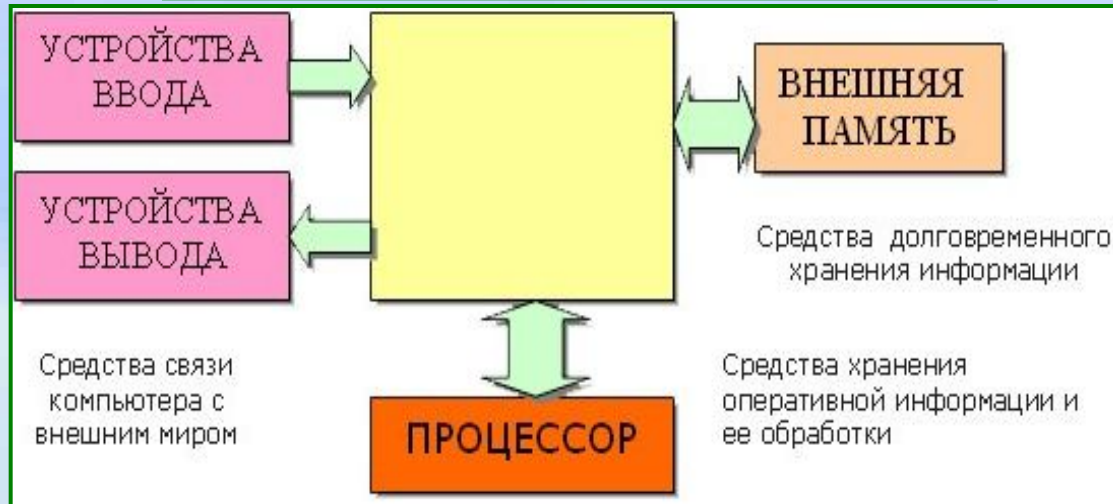 УСТРОЙСТВА
ВВОДА
УСТРОЙСТВА
ВЫВОДА
ВНЕШНЯЯ
ПАМЯТЬ
Средства долговременного
хранения информации
Средства связи
компьютера с
внешним миром
ПРОЦЕССОР
Средства хранения
оперативной информации и
ее обработки